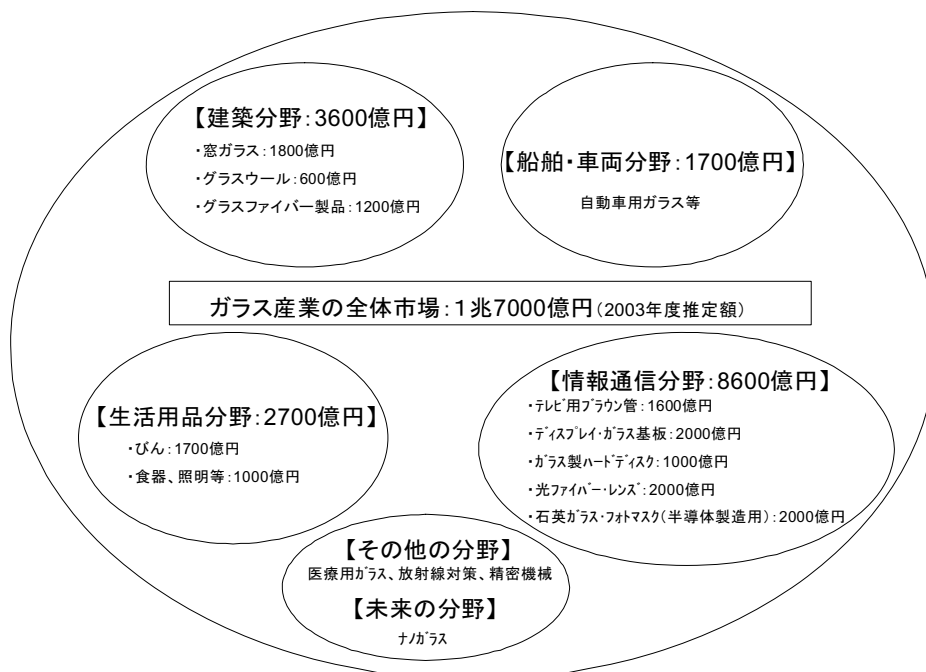 【建築分野：3600億円】
・窓ガラス：1800億円
・グラスウール：600億円
・グラスファイバー製品：1200億円
【船舶・車両分野：1700億円】
自動車用ガラス等
ガラス産業の全体市場：１兆7000億円（2003年度推定額）
【生活用品分野：2700億円】
・びん：1700億円
・食器、照明等：1000億円
【情報通信分野：8600億円】
・ﾃﾚﾋﾞ用ﾌﾞﾗｳﾝ管：1600億円
・ﾃﾞｨｽﾌﾟﾚｲ･ｶﾞﾗｽ基板：2000億円
・ｶﾞﾗｽ製ﾊｰﾄﾞﾃﾞｨｽｸ：1000億円
・光ﾌｧｲﾊﾞｰ･ﾚﾝｽﾞ：2000億円
・石英ｶﾞﾗｽ･ﾌｫﾄﾏｽｸ（半導体製造用）：2000億円
【その他の分野】
医療用ｶﾞﾗｽ、放射線対策、精密機械
【未来の分野】
ﾅﾉｶﾞﾗｽ